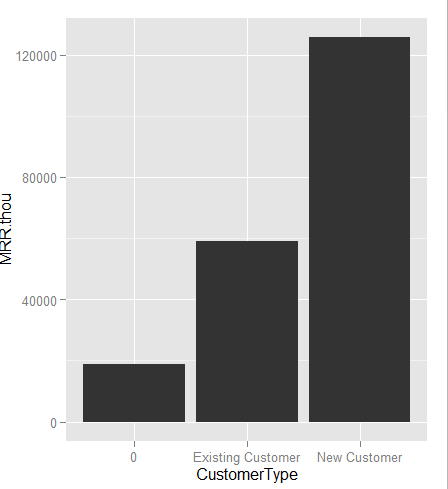 MRR.thou
120000
80000
40000
0
0 Existing Customer New Customer
CustomerType